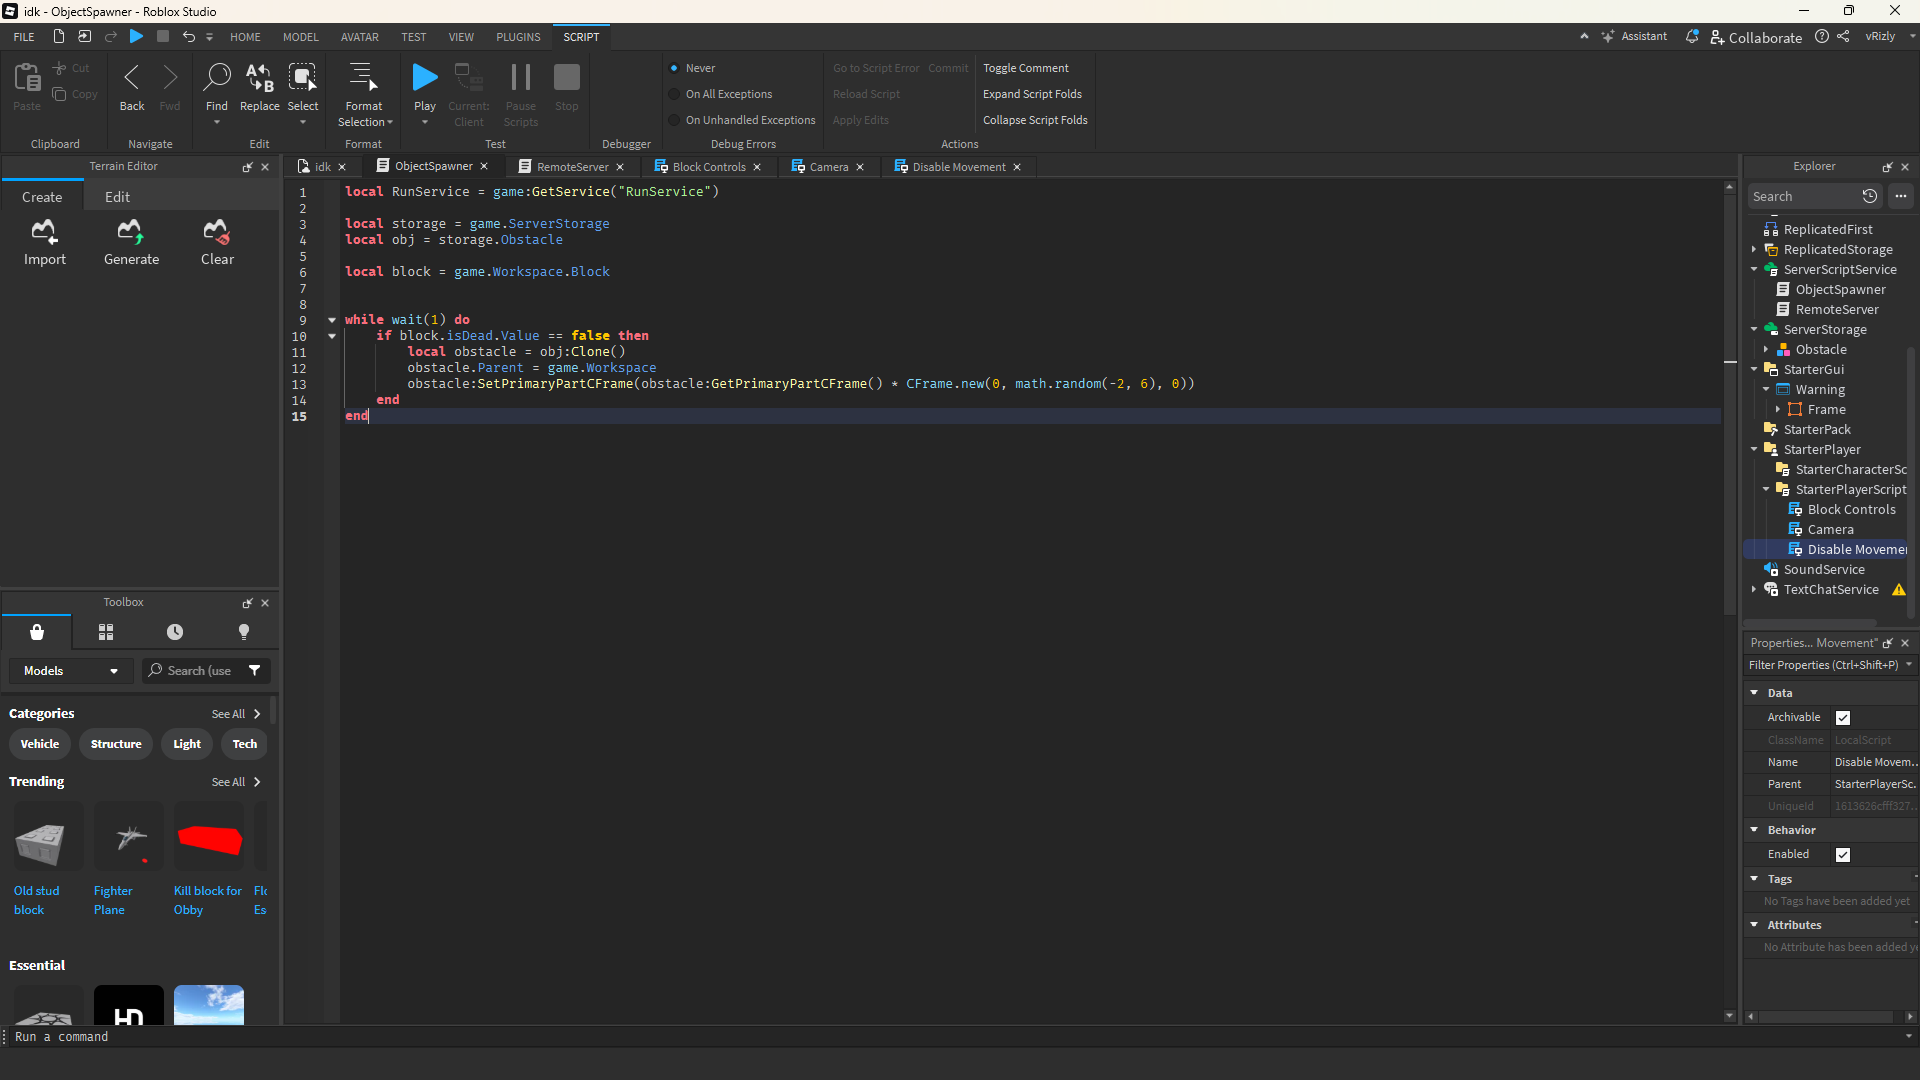 idk - ObjectSpawner - Roblox Studio
FILE HOME MODEL AVATAR TEST VIEW PLUGINS SCRIPT Assistant Collaborate vRizly
Paste Cut Copy Back Fwd Find Replace Select Format Selection Play Current: Client Pause Scripts Stop
Never
On All Exceptions
On Unhandled Exceptions
Go to Script Error Commit Toggle Comment
Reload Script Expand Script Folds
Apply Edits Collapse Script Folds
Clipboard Navigate Edit Format Test Debugger Debug Errors Actions
Terrain Editor
Create Edit
Import Generate Clear
idk ObjectSpawner RemoteServer Block Controls Camera Disable Movement
1 local RunService = game:GetService("RunService")
2
3 local storage = game.ServerStorage
4 local obj = storage.Obstacle
5
6 local block = game.Workspace.Block
7
8
9 while wait(1) do
10 if block.isDead.Value == false then
11 local obstacle = obj:Clone()
12 obstacle.Parent = game.Workspace
13 obstacle:SetPrimaryPartCFrame(obstacle:GetPrimaryPartCFrame() * CFrame.new(0, math.random(-2, 6), 0))
14 end
15 end
Toolbox
Models Search (use
Categories See All
Vehicle Structure Light Tech
Trending See All
Old stud block
Fighter Plane
Kill block for Obby
Flo
Es
Essential
HD
Run a command
Explorer
Search
ReplicatedFirst
ReplicatedStorage
ServerScriptService
ObjectSpawner
RemoteServer
ServerStorage
Obstacle
StarterGui
Warning
Frame
StarterPack
StarterPlayer
StarterCharacterSc
StarterPlayerScript
Block Controls
Camera
Disable Movemen
SoundService
TextChatService
Properties... Movement"
Filter Properties (Ctrl+Shift+P)
Data
Archivable
ClassName LocalScript
Name Disable Movem...
Parent StarterPlayerSc...
UniqueId 1613626cfff327...
Behavior
Enabled
Tags
No Tags have been added yet
Attributes
No Attribute has been added ye